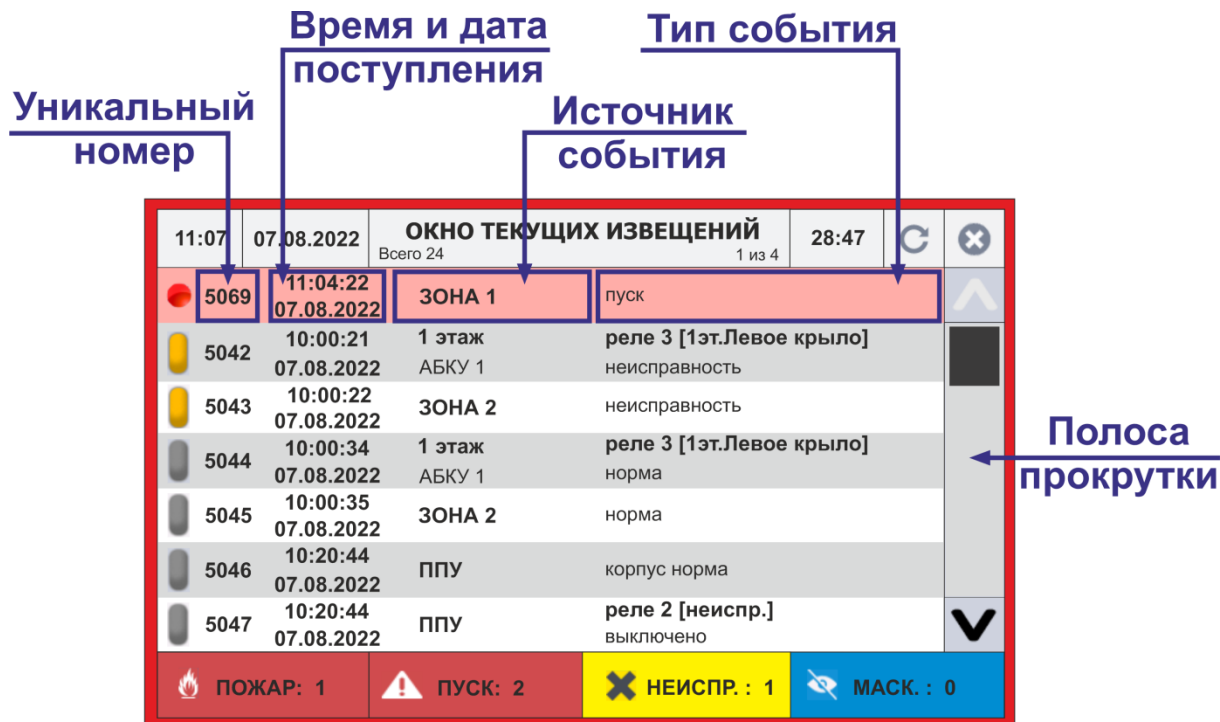 Время и дата
поступления
Тип события
Уникальный
номер
Источник
события
11:07 07.08.2022 ОКНО ТЕКУЩИХ ИЗВЕЩЕНИЙ 28:47
Всего 24 1 из 4
5069 11:04:22 07.08.2022 ЗОНА 1 пуск
5042 10:00:21 1 этаж реле 3 [1эт.Левое крыло]
07.08.2022 АБКУ 1 неисправность
5043 10:00:22 07.08.2022 ЗОНА 2 неисправность
5044 10:00:34 1 этаж реле 3 [1эт.Левое крыло]
07.08.2022 АБКУ 1 норма
5045 10:00:35 07.08.2022 ЗОНА 2 норма
5046 10:20:44 07.08.2022 ППУ корпус норма
5047 10:20:44 ППУ реле 2 [неиспр.]
07.08.2022 выключено
Полоса
прокрутки
ПОЖАР: 1 ПУСК: 2 НЕИСПР. : 1 МАСК. : 0